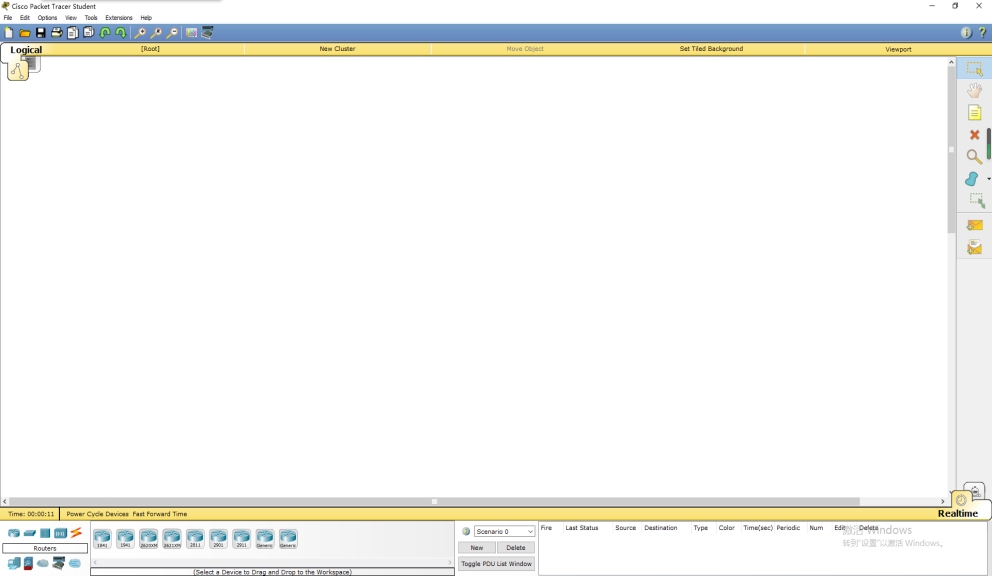 Cisco Packet Tracer Student
File Edit Options View Tools Extensions Help
Logical [Root] New Cluster Move Object Set Tiled Background Viewport
Time: 00:00:11 Power Cycle Devices Fast Forward Time
Realtime
Routers
1841 1941 2620XM 2621XM 2811 2901 2911 Generic Generic
(Select a Device to Drag and Drop to the Workspace)
Scenario 0
New Delete
Toggle PDU List Window
Fire Last Status Source Destination Type Color Time(sec) Periodic Num Edit Delete
激活 Windows
转到"设置"以激活 Windows。